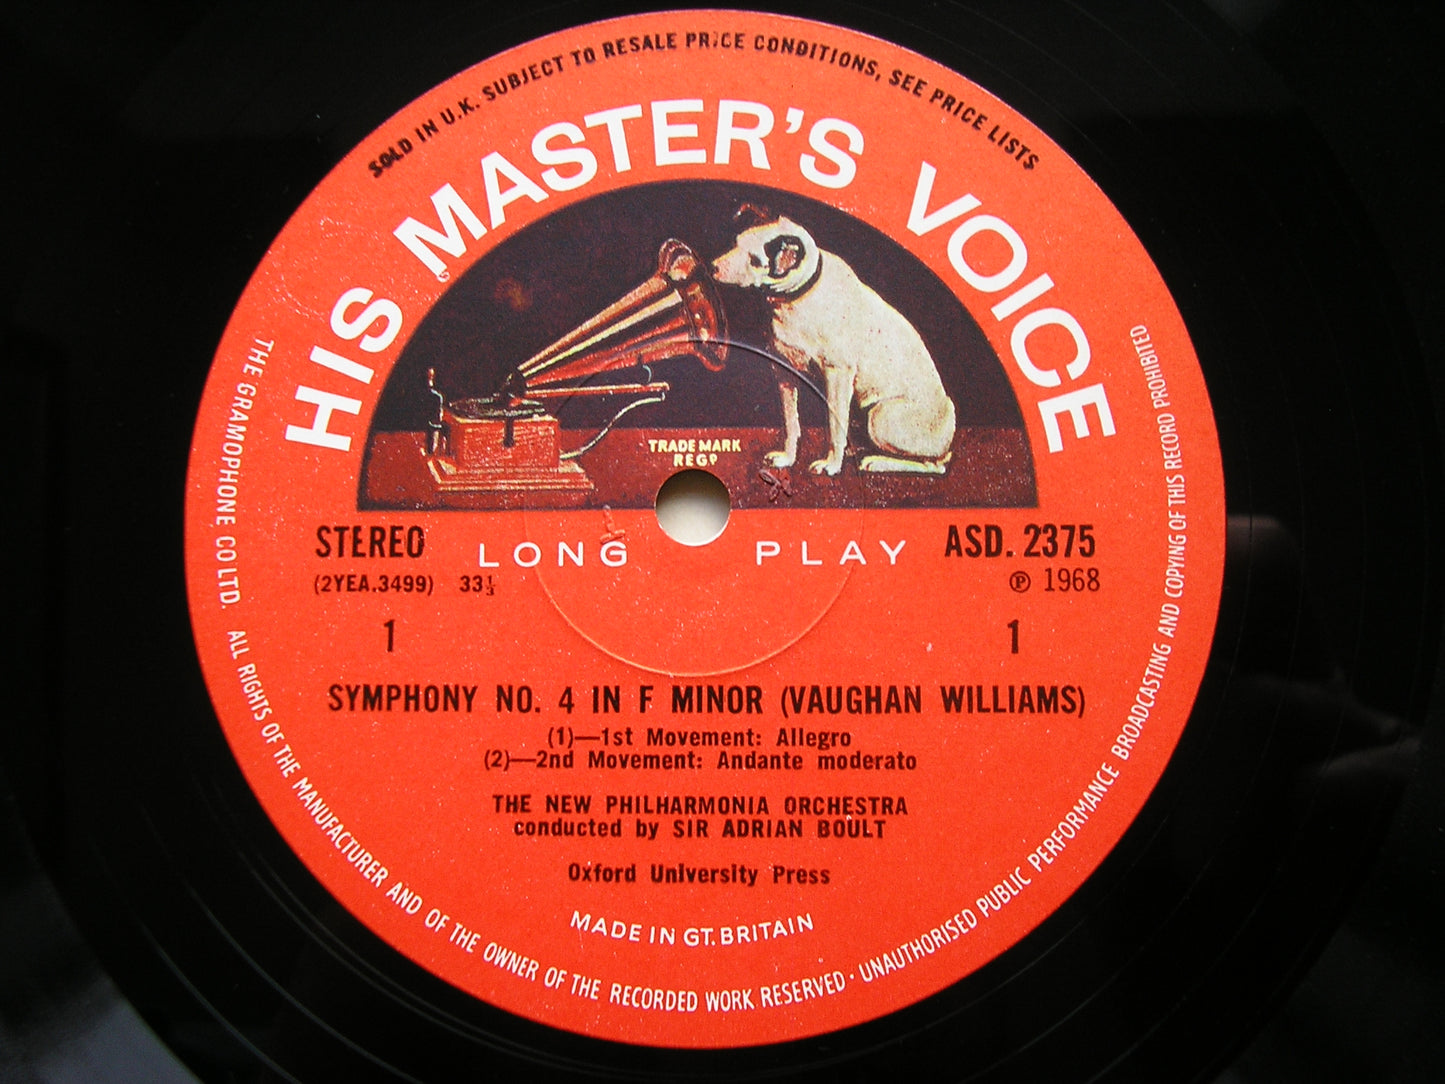 SOLD IN U.K. SUBJECT TO RESALE PRICE CONDITIONS, SEE PRICE LISTS
HIS MASTER'S VOICE
TRADE MARK
REGD
STEREO
LONG PLAY
ASD. 2375
(2YEA.3499) 33⅓
℗ 1968
1
1
SYMPHONY NO. 4 IN F MINOR (VAUGHAN WILLIAMS)
(1)—1st Movement: Allegro
(2)—2nd Movement: Andante moderato
THE NEW PHILHARMONIA ORCHESTRA
conducted by SIR ADRIAN BOULT
Oxford University Press
MADE IN GT. BRITAIN
THE GRAMOPHONE CO LTD. ALL RIGHTS OF THE MANUFACTURER AND OF THE OWNER OF THE RECORDED WORK RESERVED · UNAUTHORISED PUBLIC PERFORMANCE BROADCASTING AND COPYING OF THIS RECORD PROHIBITED